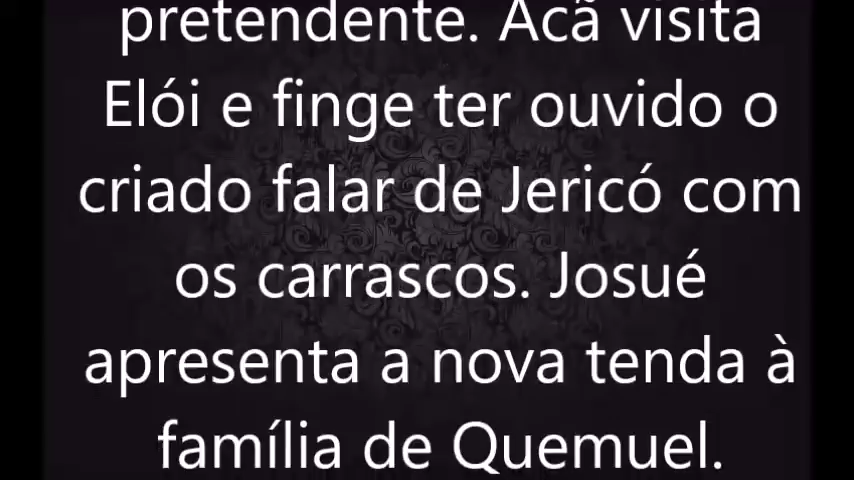 pretendente. Acã visita
Elói e finge ter ouvido o
criado falar de Jericó com
os carrascos. Josué
apresenta a nova tenda à
família de Quemuel.